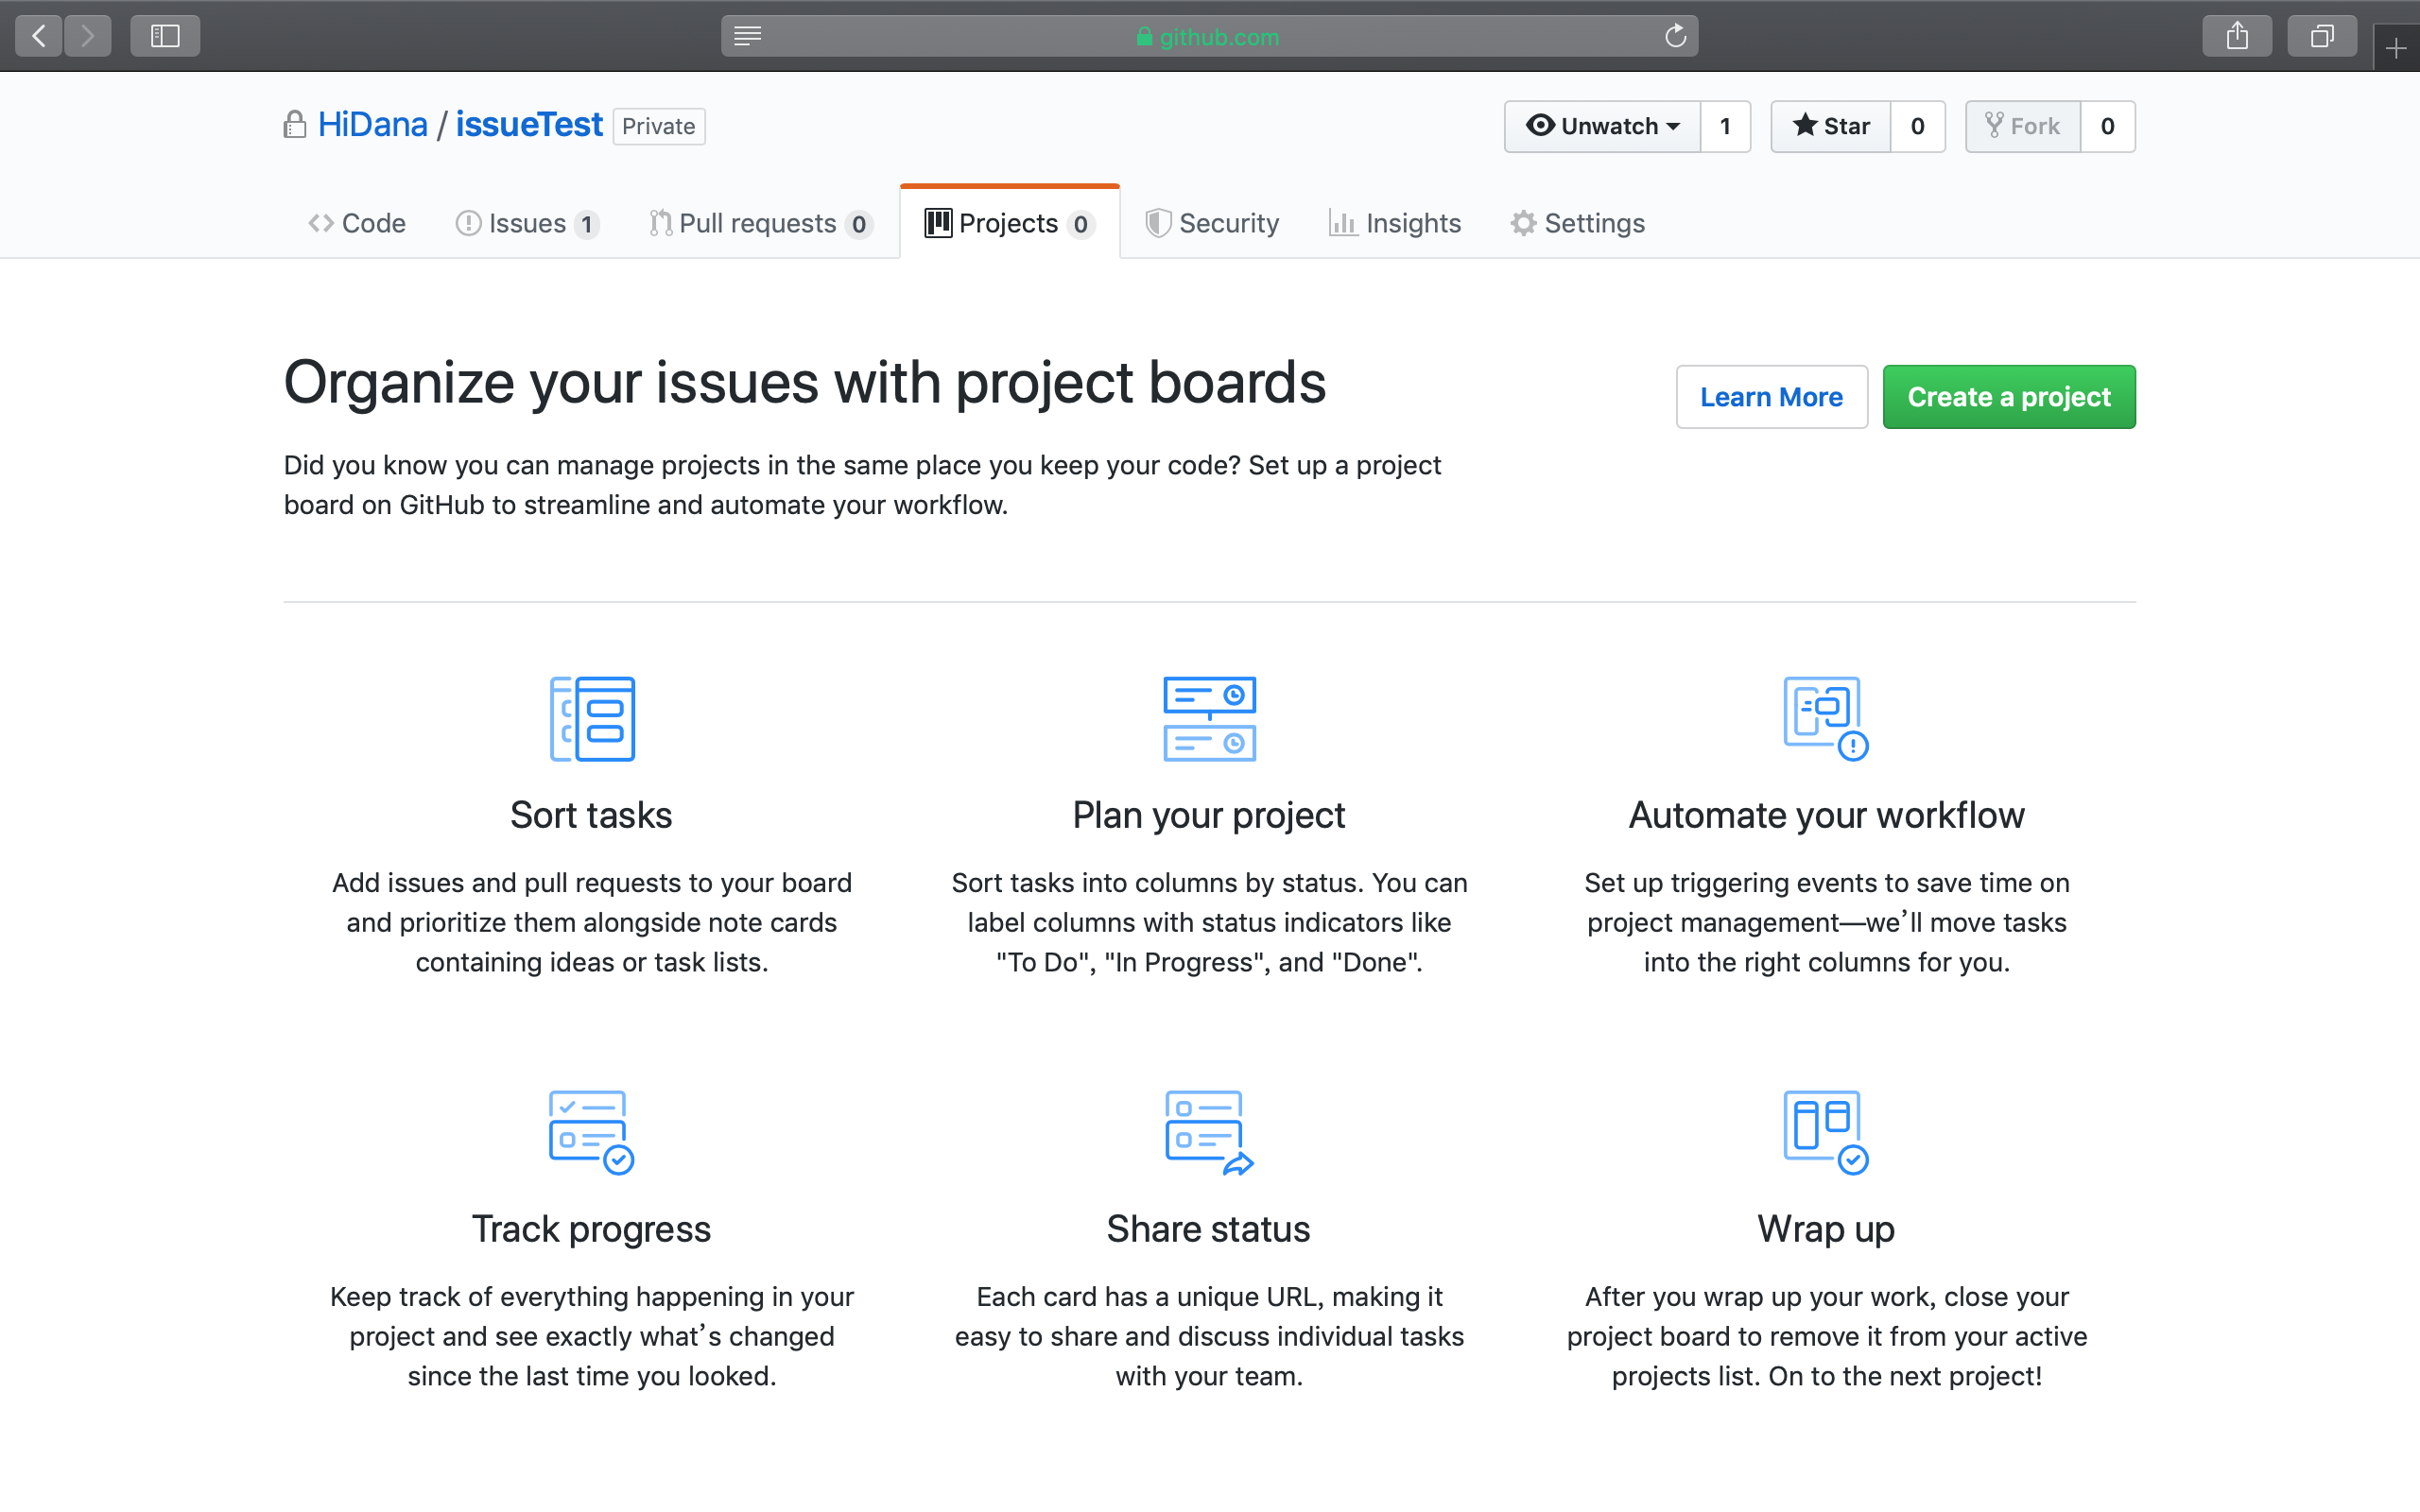 github.com
HiDana / issueTest Private
Unwatch 1 Star 0 Fork 0
Code Issues 1 Pull requests 0 Projects 0 Security Insights Settings
Organize your issues with project boards
Learn More Create a project
Did you know you can manage projects in the same place you keep your code? Set up a project
board on GitHub to streamline and automate your workflow.
Sort tasks
Add issues and pull requests to your board
and prioritize them alongside note cards
containing ideas or task lists.
Plan your project
Sort tasks into columns by status. You can
label columns with status indicators like
"To Do", "In Progress", and "Done".
Automate your workflow
Set up triggering events to save time on
project management—we’ll move tasks
into the right columns for you.
Track progress
Keep track of everything happening in your
project and see exactly what’s changed
since the last time you looked.
Share status
Each card has a unique URL, making it
easy to share and discuss individual tasks
with your team.
Wrap up
After you wrap up your work, close your
project board to remove it from your active
projects list. On to the next project!